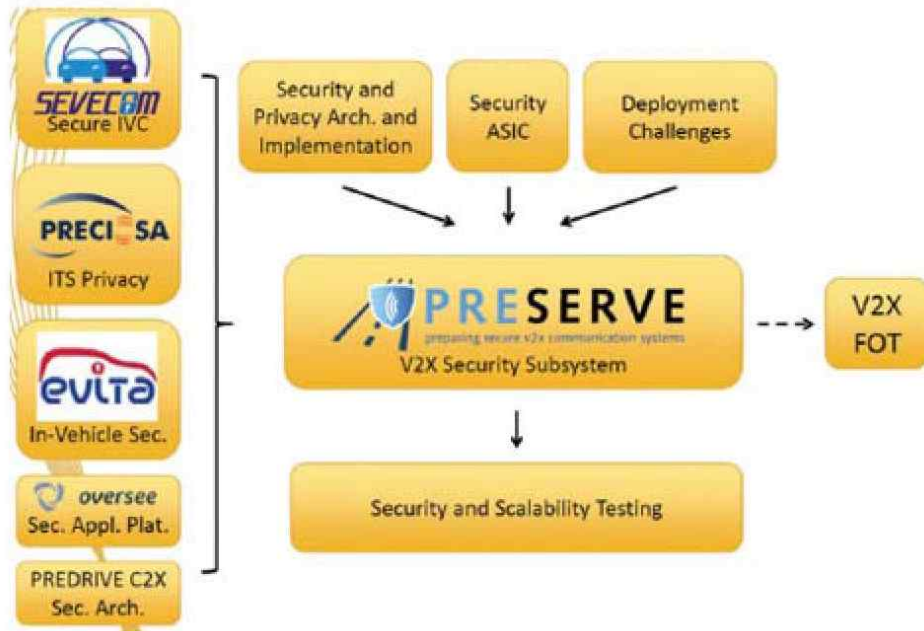 SEVECOM
Secure IVC
PRECIOSA
ITS Privacy
evita
In-Vehicle Sec.
oversee
Sec. Appl. Plat.
PREDRIVE C2X
Sec. Arch.
Security and
Privacy Arch. and
Implementation
Security
ASIC
Deployment
Challenges
PRESERVE
preparing secure v2x communication systems
V2X Security Subsystem
V2X
FOT
Security and Scalability Testing